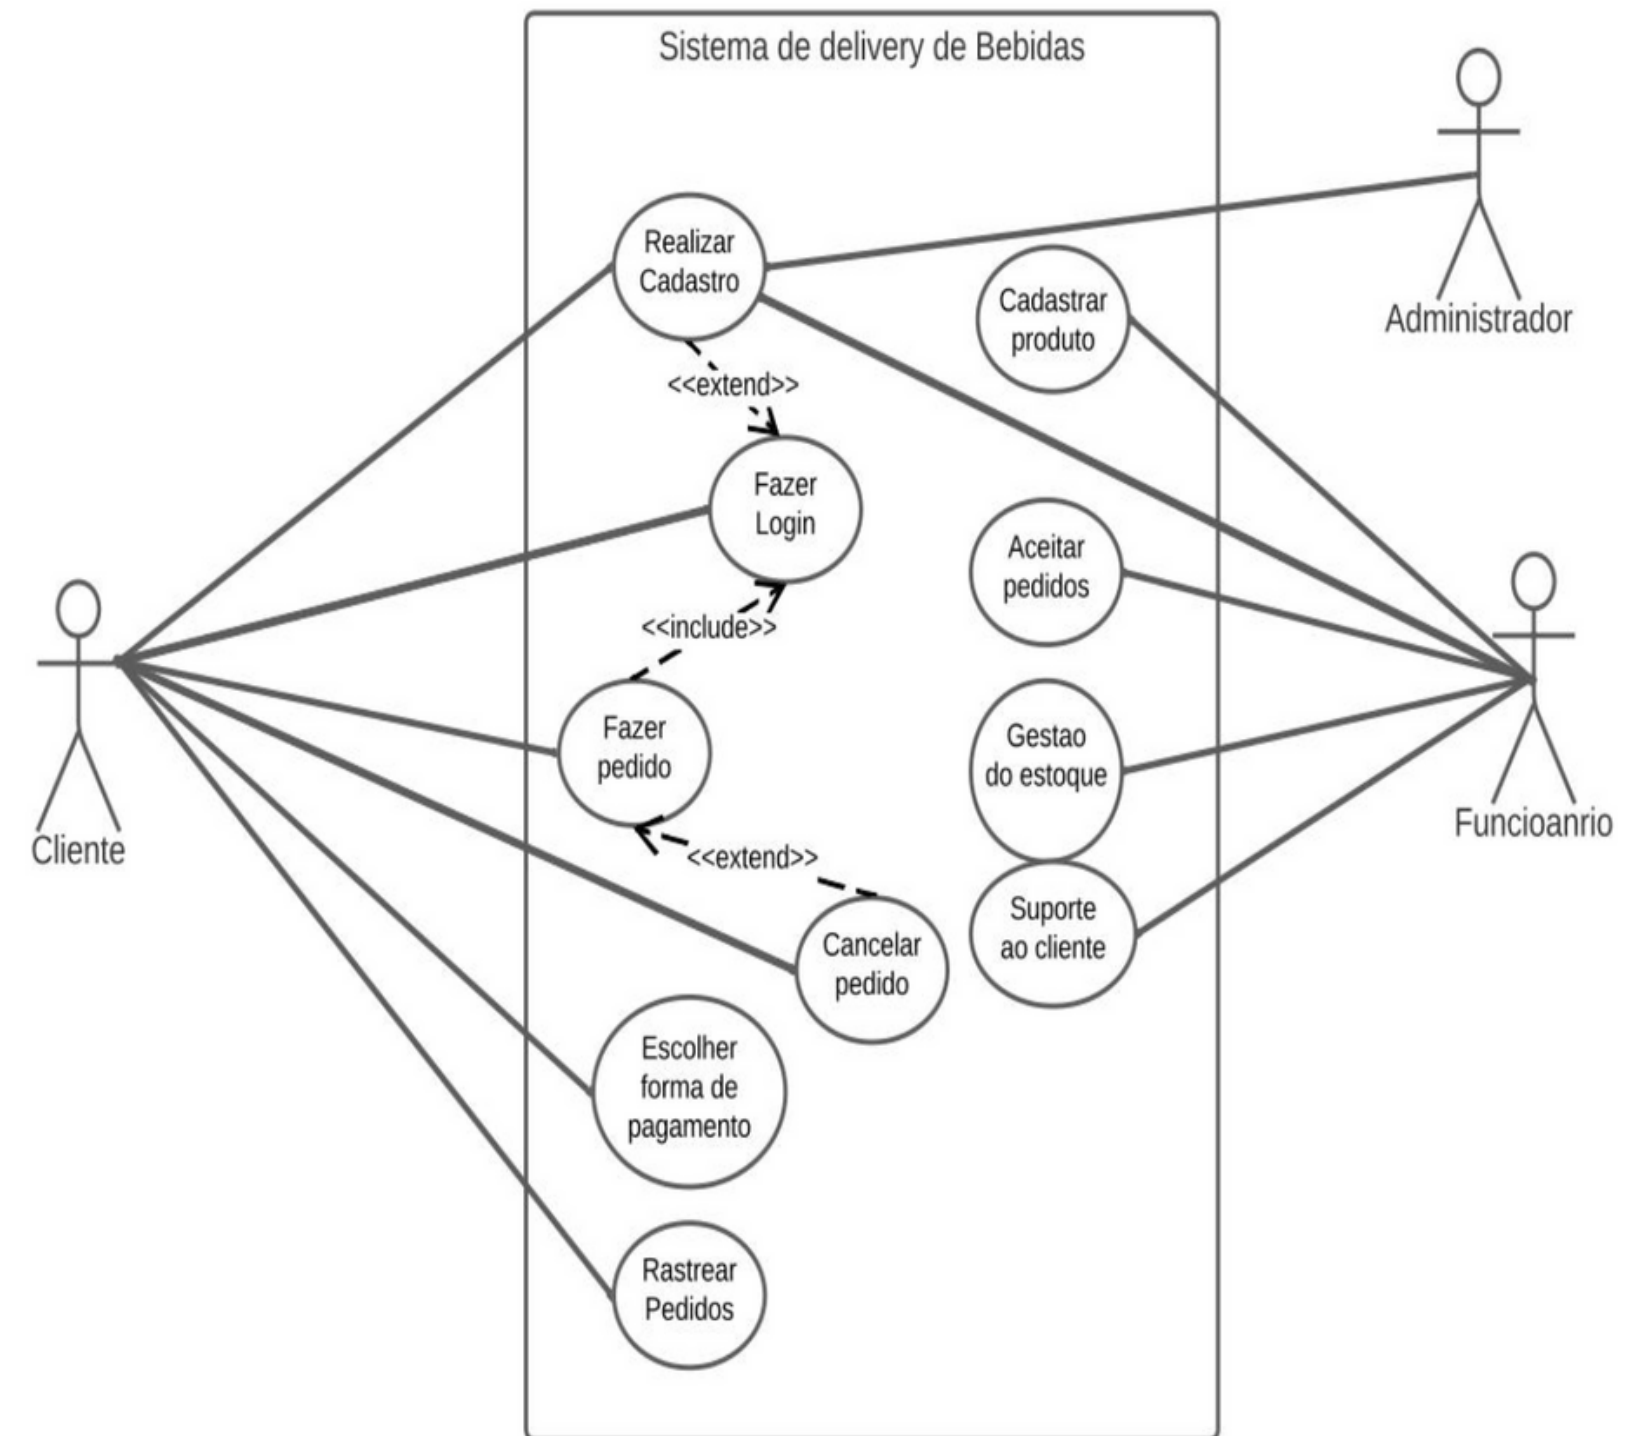 Sistema de delivery de Bebidas
Realizar
Cadastro
Cadastrar
produto
Administrador
<<extend>>
Fazer
Login
Aceitar
pedidos
<<include>>
Fazer
pedido
Gestao
do estoque
Cliente
Funcioanrio
<<extend>>
Suporte
ao cliente
Cancelar
pedido
Escolher
forma de
pagamento
Rastrear
Pedidos